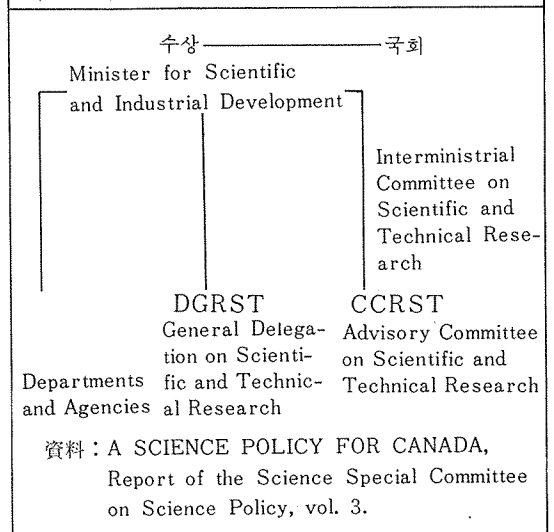 수상 국회
Minister for Scientific
and Industrial Development
Interministrial
Committee on
Scientific and
Technical Rese-
arch
DGRST
General Delega-
tion on Scienti-
fic and Technic-
al Research
CCRST
Advisory Committee
on Scientific and
Technical Research
Departments
and Agencies
資料 : A SCIENCE POLICY FOR CANADA,
Report of the Science Special Committee
on Science Policy, vol. 3.